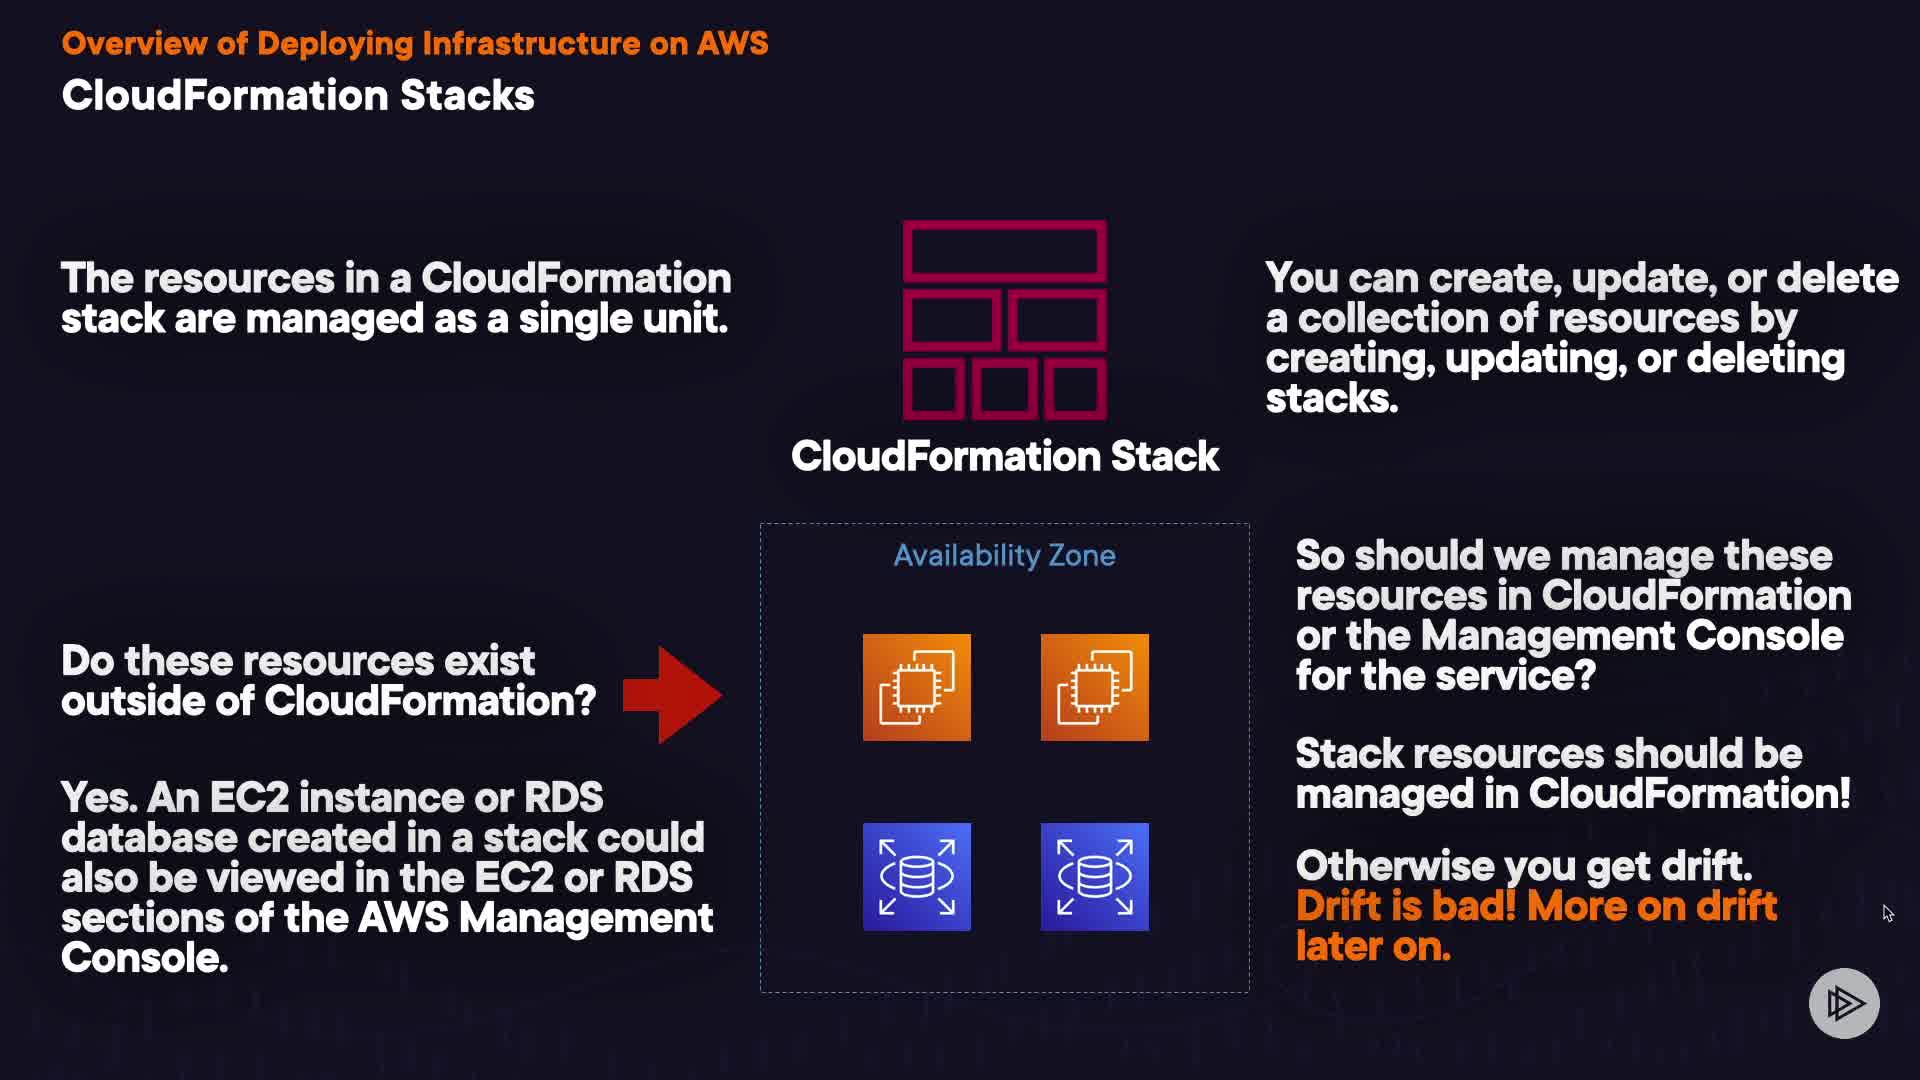 Overview of Deploying Infrastructure on AWS
CloudFormation Stacks
The resources in a CloudFormation
stack are managed as a single unit.
CloudFormation Stack
You can create, update, or delete
a collection of resources by
creating, updating, or deleting
stacks.
Availability Zone
Do these resources exist
outside of CloudFormation?
Yes. An EC2 instance or RDS
database created in a stack could
also be viewed in the EC2 or RDS
sections of the AWS Management
Console.
So should we manage these
resources in CloudFormation
or the Management Console
for the service?
Stack resources should be
managed in CloudFormation!
Otherwise you get drift.
Drift is bad! More on drift
later on.